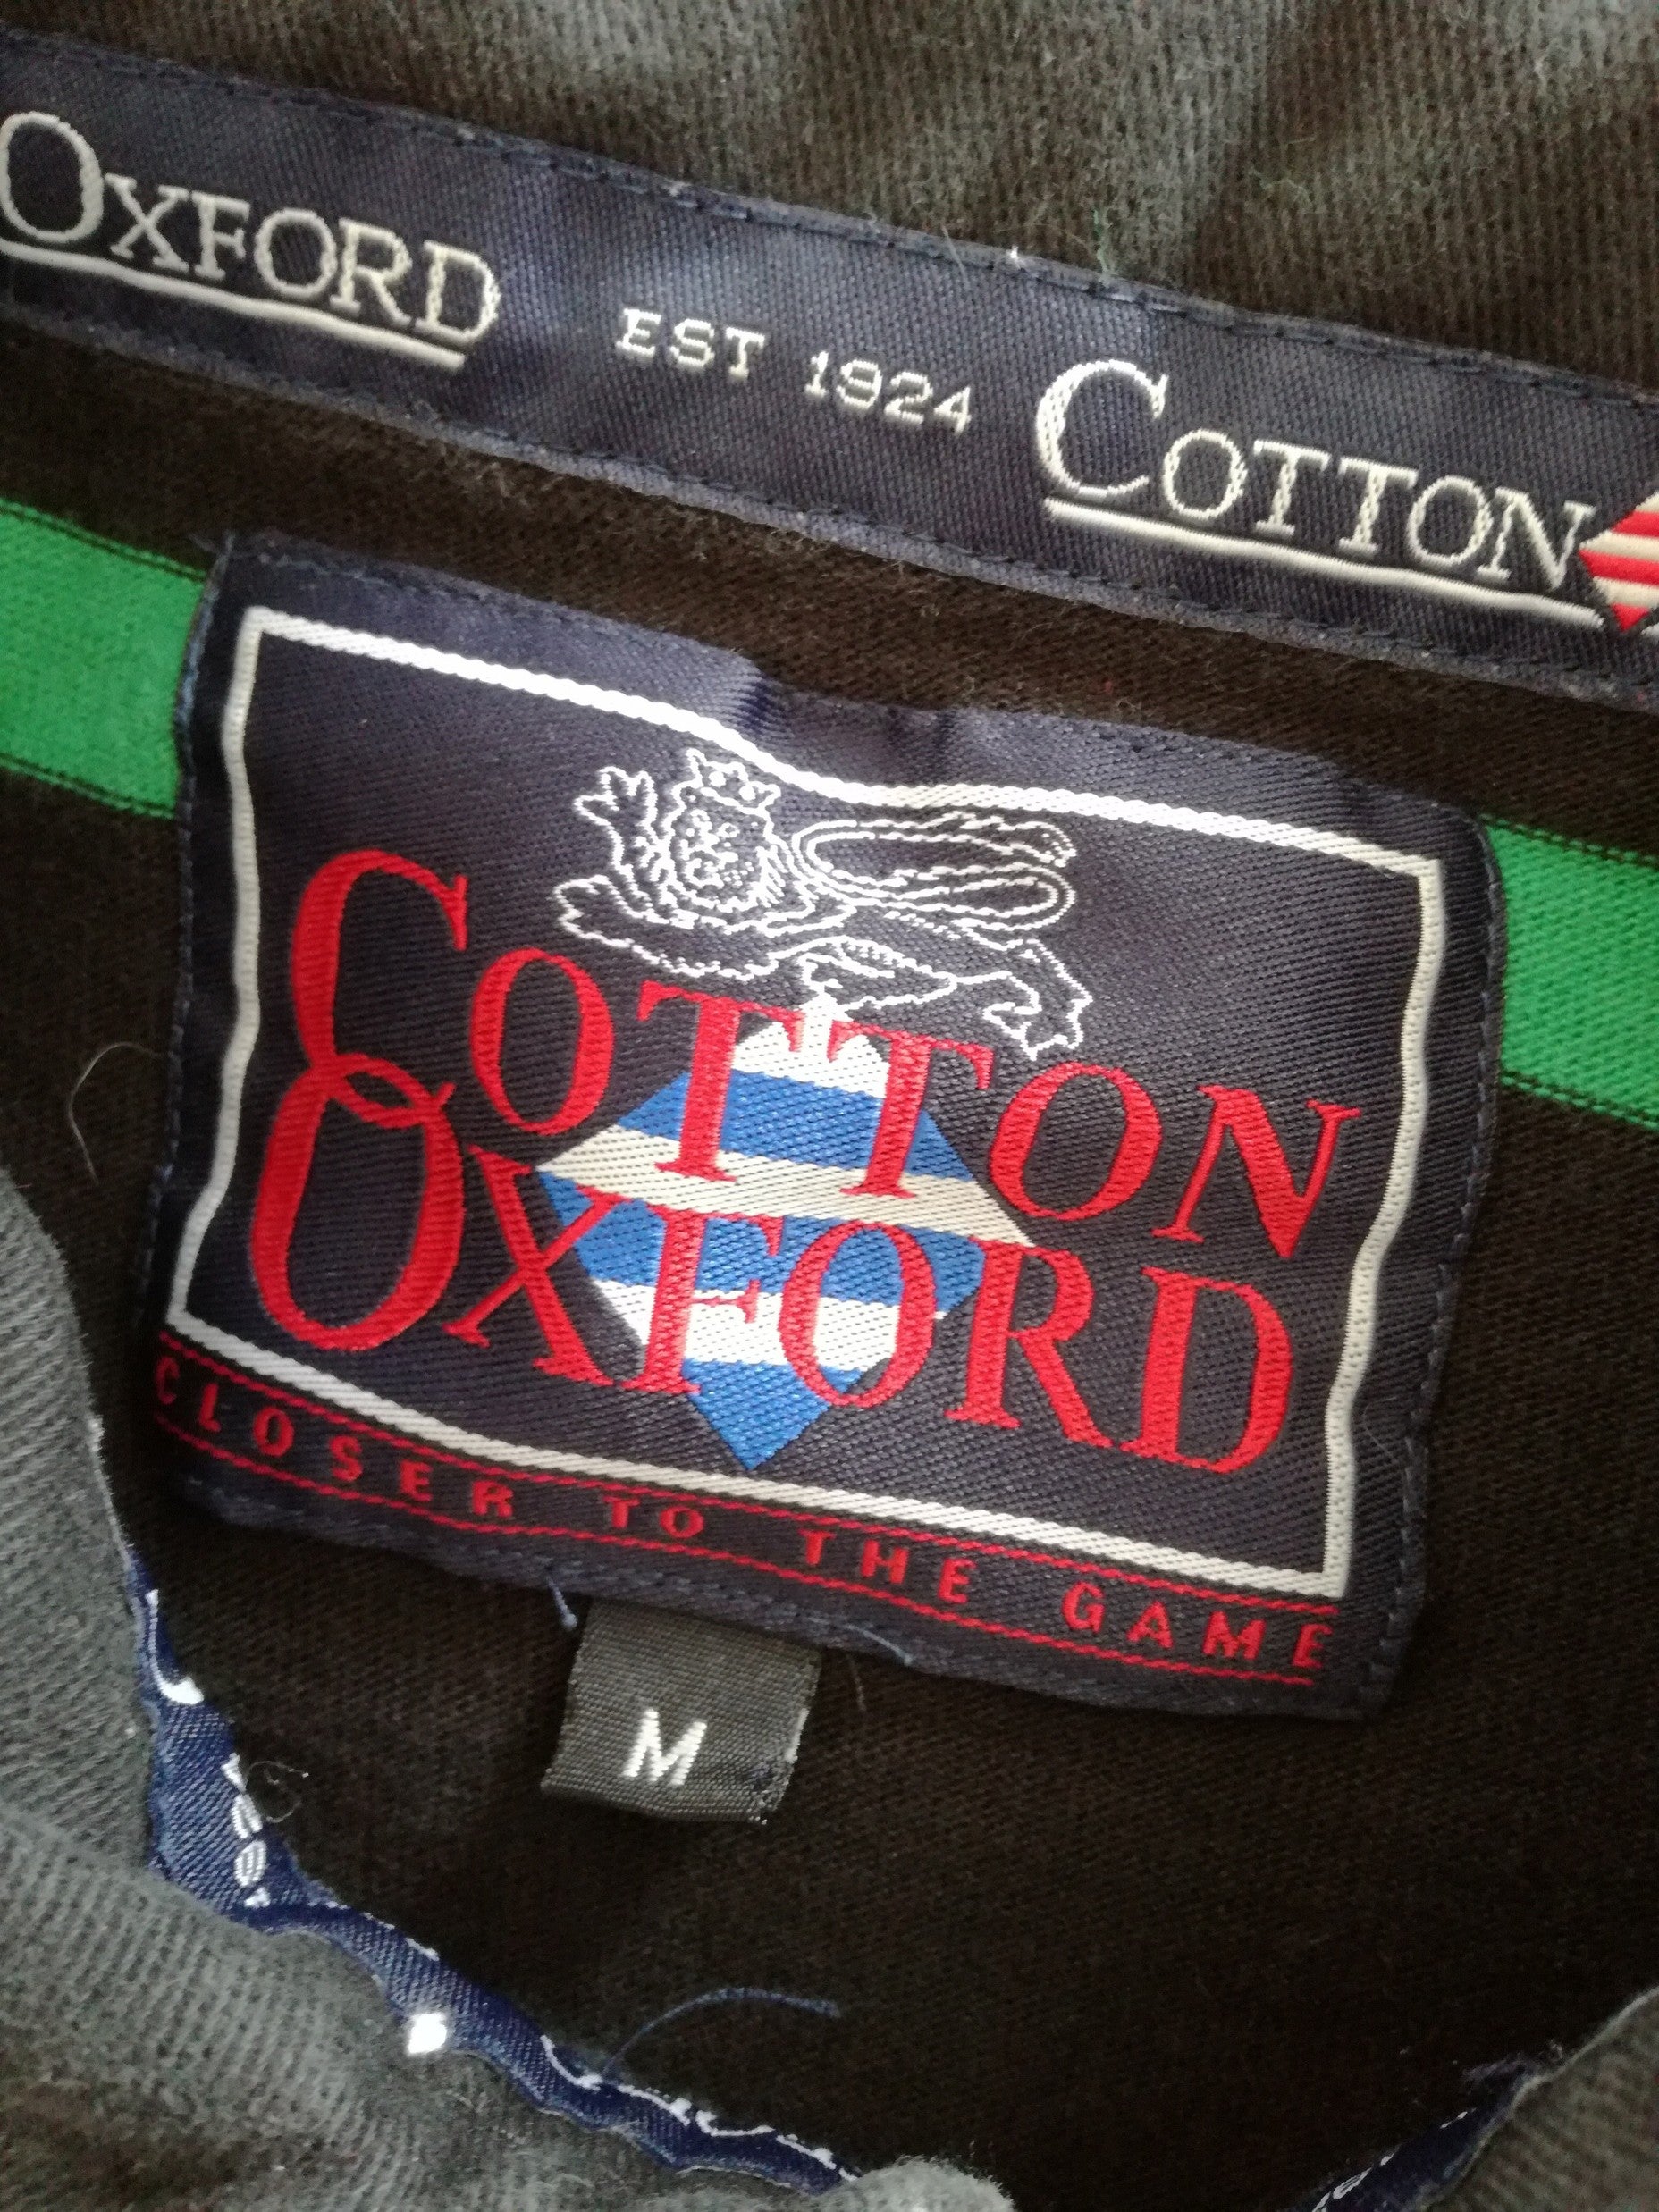 OXFORD EST 1924 COTTON
COTTON
OXFORD
CLOSER TO THE GAME
M